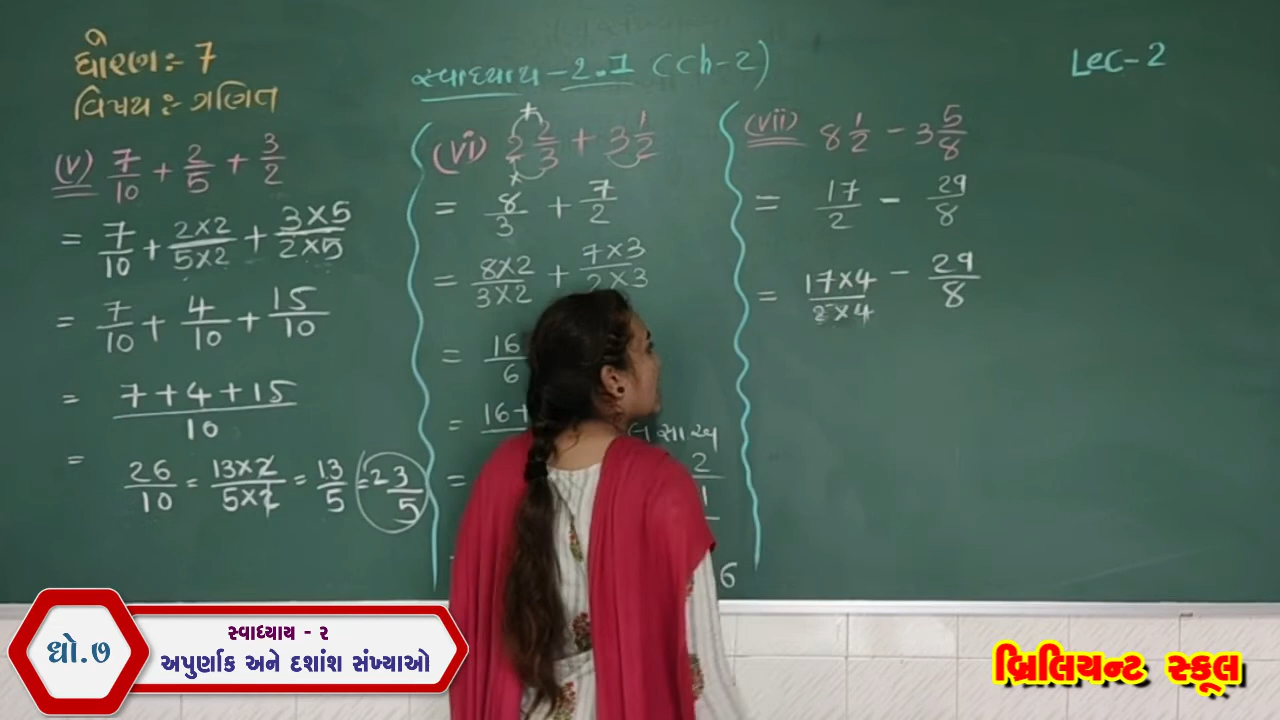 ધોરણ :- 7
વિષય :- ગણિત
સ્વાધ્યાય - 2.1 (Ch-2)
Lec-2
(v) 7/10 + 2/5 + 3/2
= 7/10 + 2×2/5×2 + 3×5/2×5
= 7/10 + 4/10 + 15/10
= 7+4+15/10
= 26/10 = 13×2/5×2 = 13/5 = 2 3/5
(vi) 2 2/3 + 3 1/2
= 8/3 + 7/2
= 8×2/3×2 + 7×3/2×3
= 16/6
= 16+
=
2
1
6
(vii) 8 1/2 - 3 5/8
= 17/2 - 29/8
= 17×4/2×4 - 29/8
ધો.૭
સ્વાધ્યાય - ૨
અપુર્ણાક અને દશાંશ સંખ્યાઓ
બ્રિલિયન્ટ સ્કૂલ